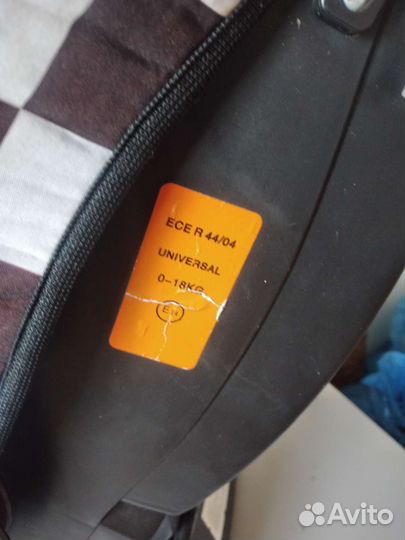 ECE R 44/04
UNIVERSAL
0-18KG
Avito